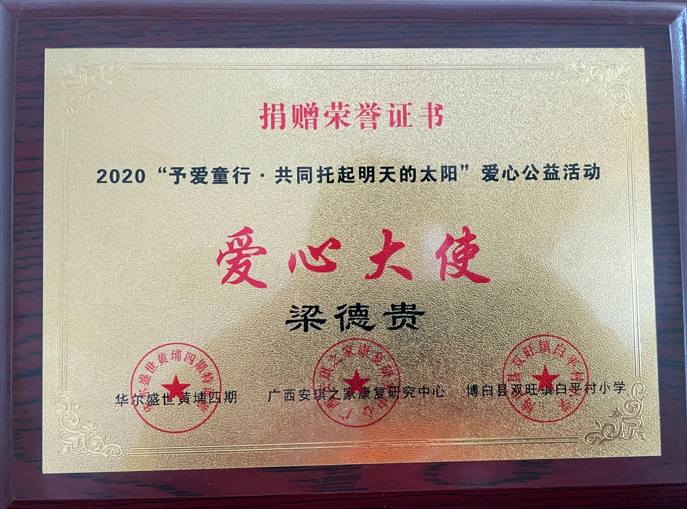 捐赠荣誉证书
2020“予爱童行·共同托起明天的太阳”爱心公益活动
爱心大使
梁德贵
华尔盛世黄埔四期 广西安琪之家康复研究中心 博白县双旺镇白平村小学